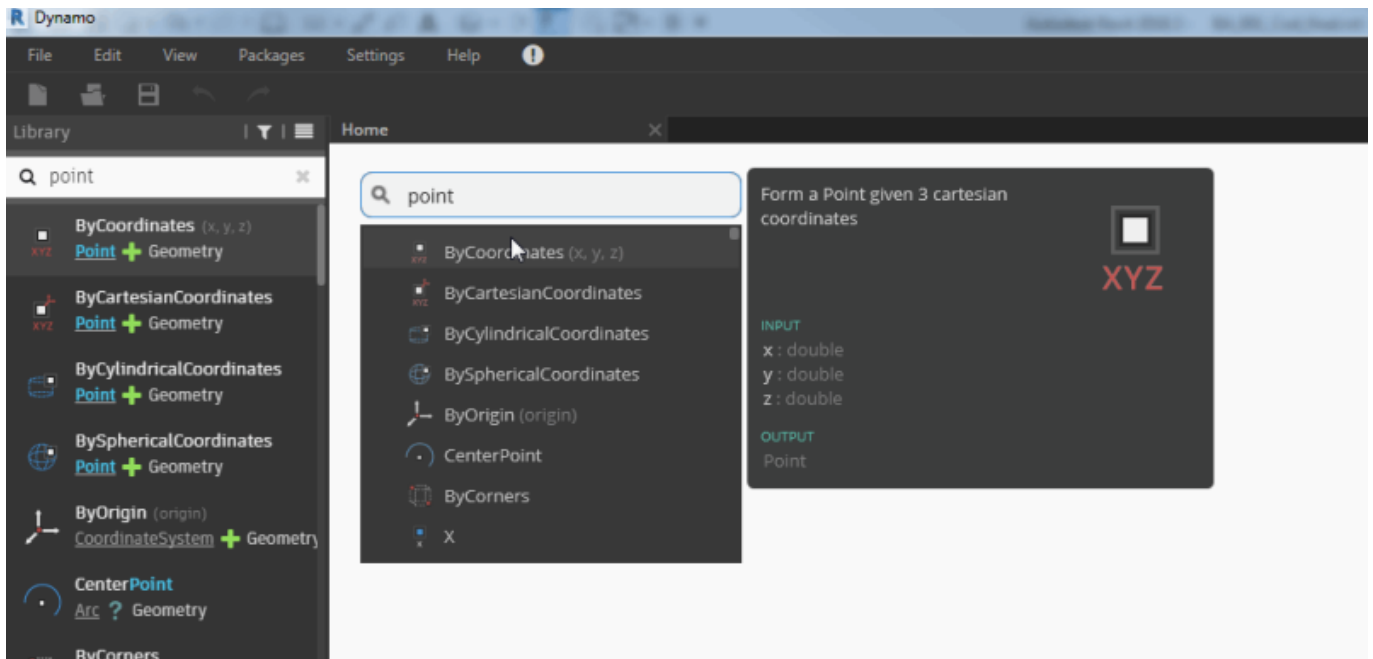 Dynamo
File Edit View Packages Settings Help
Library
Home
point
ByCoordinates (x, y, z)
Point Geometry
ByCartesianCoordinates
Point Geometry
ByCylindricalCoordinates
Point Geometry
BySphericalCoordinates
Point Geometry
ByOrigin (origin)
CoordinateSystem Geometry
CenterPoint
Arc ? Geometry
ByCorners
point
ByCoordinates (x, y, z)
ByCartesianCoordinates
ByCylindricalCoordinates
BySphericalCoordinates
ByOrigin (origin)
CenterPoint
ByCorners
X
Form a Point given 3 cartesian
coordinates
XYZ
INPUT
x : double
y : double
z : double
OUTPUT
Point